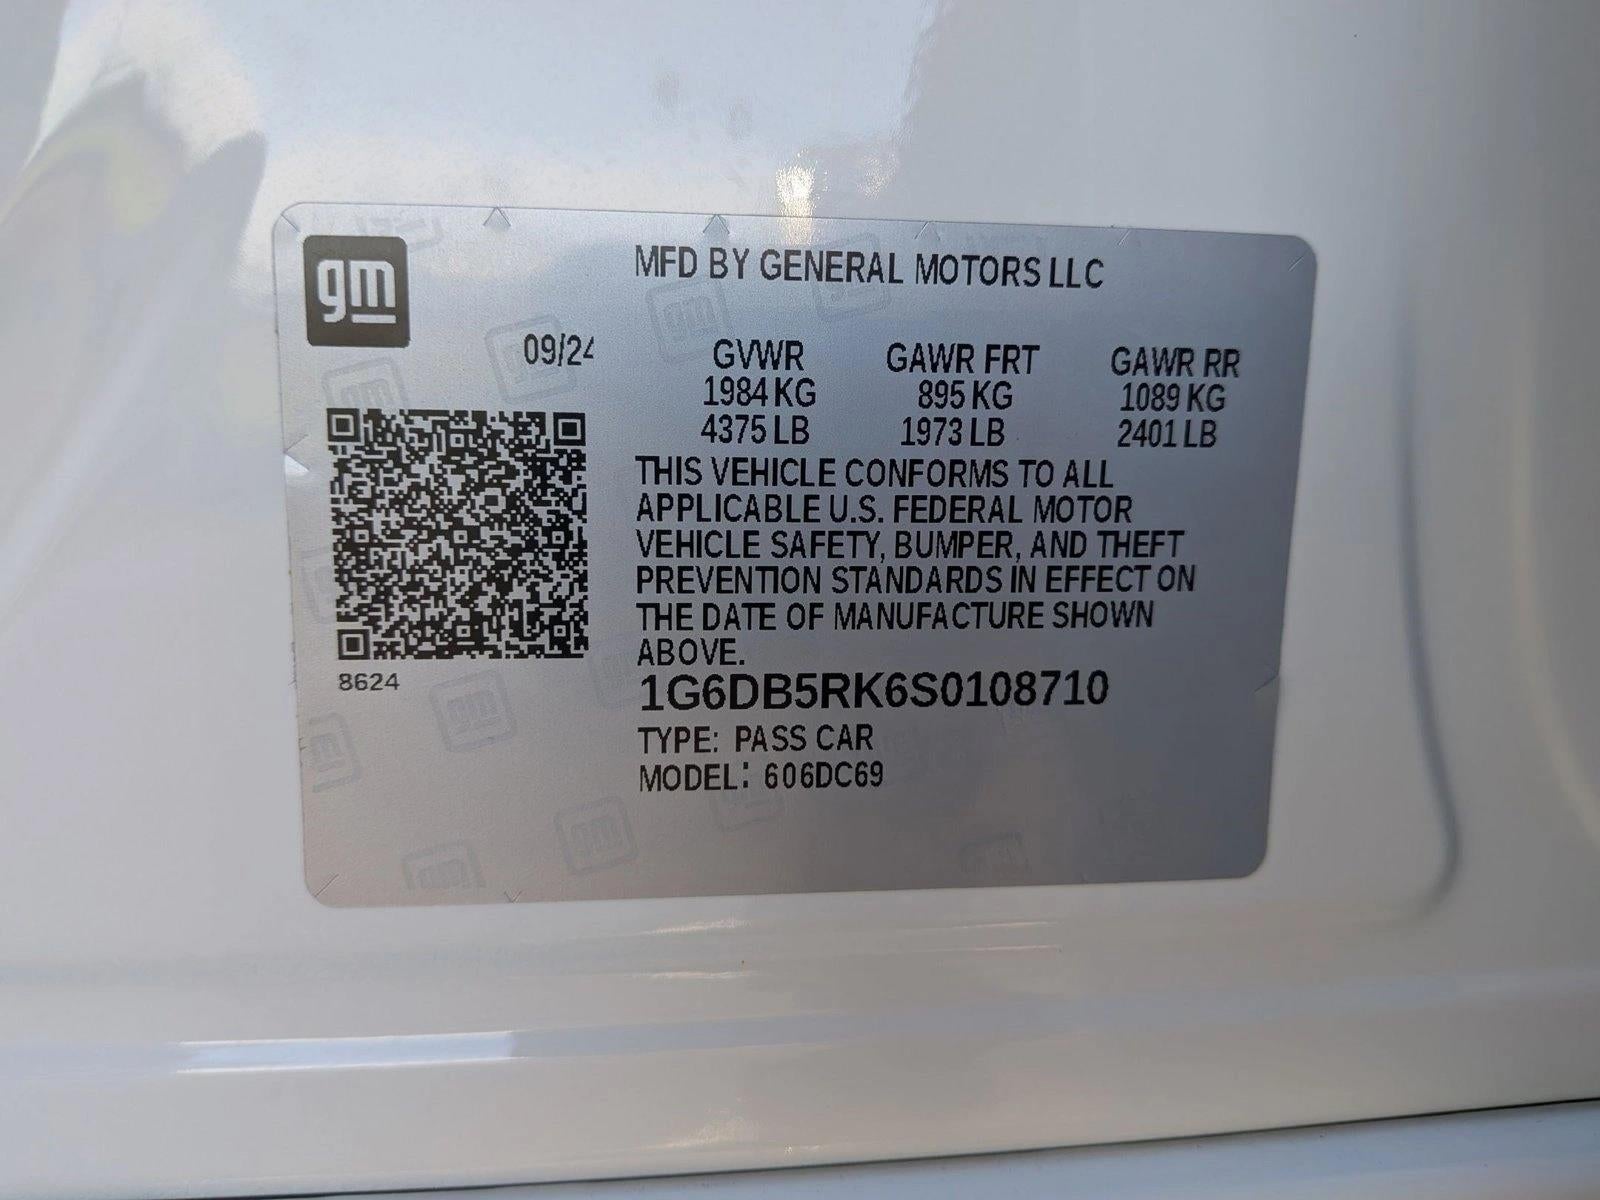 gm
MFD BY GENERAL MOTORS LLC
09/24 GVWR GAWR FRT GAWR RR
1984 KG 895 KG 1089 KG
4375 LB 1973 LB 2401 LB
THIS VEHICLE CONFORMS TO ALL
APPLICABLE U.S. FEDERAL MOTOR
VEHICLE SAFETY, BUMPER, AND THEFT
PREVENTION STANDARDS IN EFFECT ON
THE DATE OF MANUFACTURE SHOWN
ABOVE.
8624
1G6DB5RK6S0108710
TYPE: PASS CAR
MODEL: 606DC69